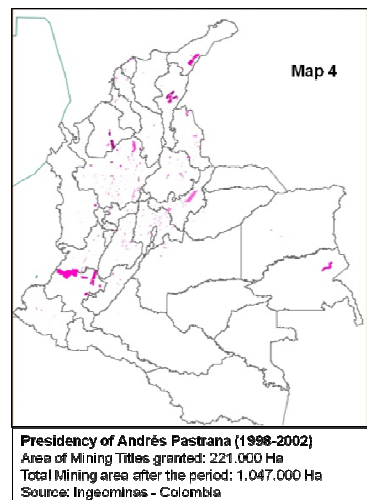 Map 4
Presidency of Andrés Pastrana (1998-2002)
Area of Mining Titles granted: 221.000 Ha
Total Mining area after the period: 1.047.000 Ha
Source: Ingeominas - Colombia